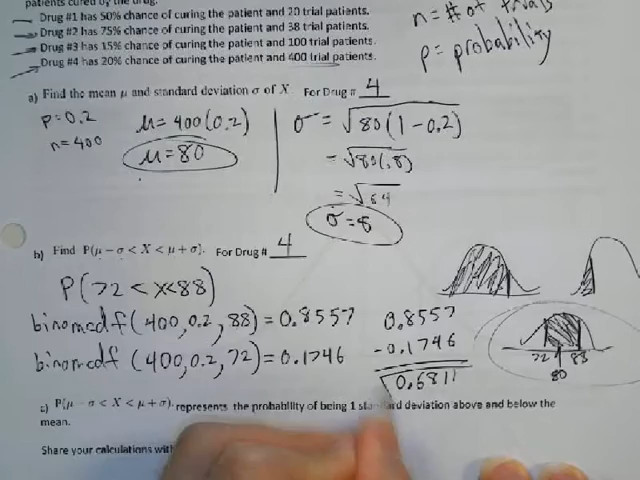 patients cured by the drug.
Drug #1 has 50% chance of curing the patient and 20 trial patients.
Drug #2 has 75% chance of curing the patient and 38 trial patients.
Drug #3 has 15% chance of curing the patient and 100 trial patients.
Drug #4 has 20% chance of curing the patient and 400 trial patients.
n = # of trials
p = probability
a) Find the mean μ and standard deviation σ of X For Drug # 4
p=0.2
n=400
μ = 400(0.2)
μ = 80
σ = √80(1-0.2)
= √80(.8)
= √64
σ = 8
b) Find P(μ − σ < X < μ + σ). For Drug # 4
P(72 < X < 88)
binomcdf(400, 0.2, 88) = 0.8557
binomcdf (400, 0.2, 72) = 0.1746
0.8557
-0.1746
0.6811
72 88
80
c) P(μ − σ < X < μ + σ). represents the probability of being 1 standard deviation above and below the
mean.
Share your calculations with